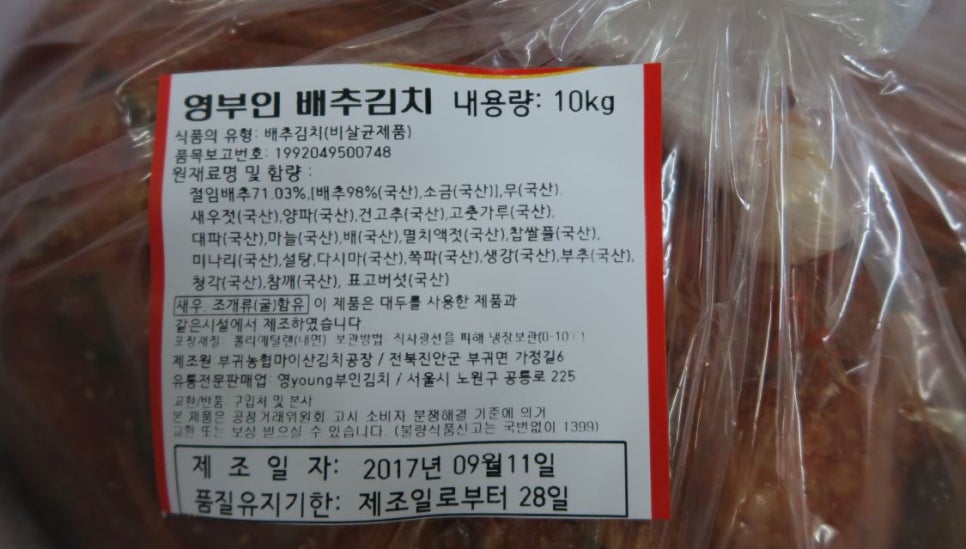 영부인 배추김치 내용량: 10kg
식품의 유형: 배추김치(비살균제품)
품목보고번호: 1992049500748
원재료명 및 함량 :
절임배추71.03%,[배추98%(국산),소금(국산)],무(국산),
새우젓(국산),양파(국산),건고추(국산),고춧가루(국산),
대파(국산),마늘(국산),배(국산),멸치액젓(국산),찹쌀풀(국산),
미나리(국산),설탕,다시마(국산),쪽파(국산),생강(국산),부추(국산),
청각(국산),참깨(국산), 표고버섯(국산)
새우, 조개류(굴)함유 이 제품은 대두를 사용한 제품과
같은시설에서 제조하였습니다
포장재질: 폴리에틸렌(내면) 보관방법: 직사광선을 피해 냉장보관(0-10℃)
제조원 부귀농협마이산김치공장 / 전북진안군 부귀면 가정길6
유통전문판매업 영young부인김치 / 서울시 노원구 공릉로 225
교환/반품: 구입처 및 본사
본 제품은 공정거래위원회 고시 소비자 분쟁해결 기준에 의거
교환 또는 보상 받으실 수 있습니다. (불량식품신고는 국번없이 1399)
제 조 일 자: 2017년 09월11일
품질유지기한: 제조일로부터 28일